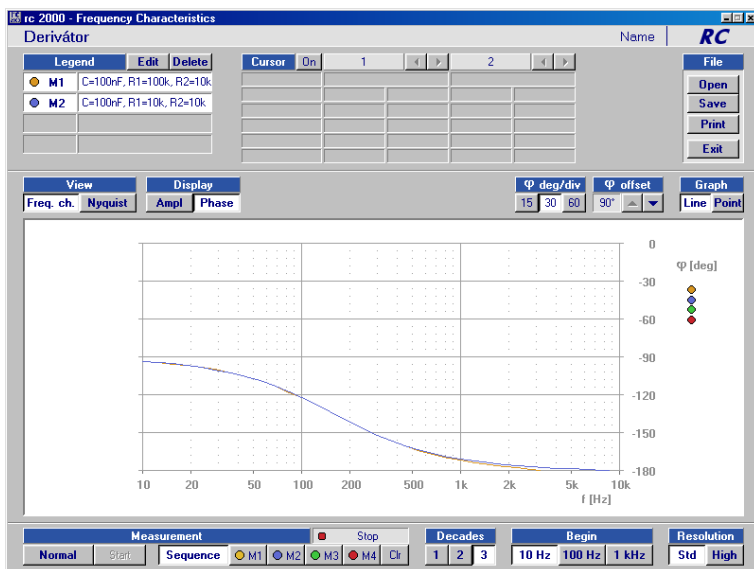 rc 2000 - Frequency Characteristics
Derivátor Name RC
Legend Edit Delete Cursor On 1 2 File
M1 C=100nF, R1=100k, R2=10k
M2 C=100nF, R1=10k, R2=10k
Open
Save
Print
Exit
View Display φ deg/div φ offset Graph
Freq. ch. Nyquist Ampl Phase 15 30 60 90° Line Point
0
φ [deg]
-30
-60
-90
-120
-150
-180
10 20 50 100 200 500 1k 2k 5k 10k
f [Hz]
Measurement Stop Decades Begin Resolution
Normal Start Sequence M1 M2 M3 M4 Clr 1 2 3 10 Hz 100 Hz 1 kHz Std High